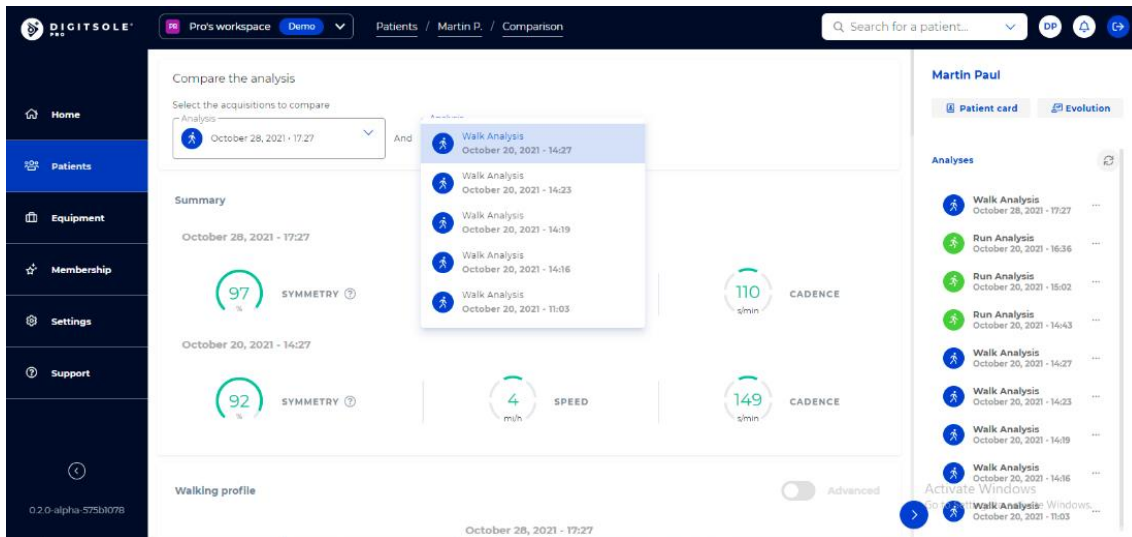 DIGITSOLE
PRO
PR Pro's workspace Demo
Patients / Martin P. / Comparison
Search for a patient...
DP
Home
Patients
Equipment
Membership
Settings
Support
0.2.0-alpha-575b1078
Compare the analysis
Select the acquisitions to compare
Analysis
October 28, 2021 - 17:27
And
Analysis
Walk Analysis
October 20, 2021 - 14:27
Walk Analysis
October 20, 2021 - 14:23
Walk Analysis
October 20, 2021 - 14:19
Walk Analysis
October 20, 2021 - 14:16
Walk Analysis
October 20, 2021 - 11:03
Summary
October 28, 2021 - 17:27
97 % SYMMETRY ?
110 s/min CADENCE
October 20, 2021 - 14:27
92 % SYMMETRY ?
4 mi/h SPEED
149 s/min CADENCE
Walking profile
Advanced
October 28, 2021 - 17:27
Martin Paul
Patient card
Evolution
Analyses
Walk Analysis ...
October 28, 2021 - 17:27
Run Analysis ...
October 20, 2021 - 16:36
Run Analysis ...
October 20, 2021 - 15:02
Run Analysis ...
October 20, 2021 - 14:43
Walk Analysis ...
October 20, 2021 - 14:27
Walk Analysis ...
October 20, 2021 - 14:23
Walk Analysis ...
October 20, 2021 - 14:19
Walk Analysis ...
October 20, 2021 - 14:16
Activate Windows
Walk Analysis ...
October 20, 2021 - 11:03
Windows.